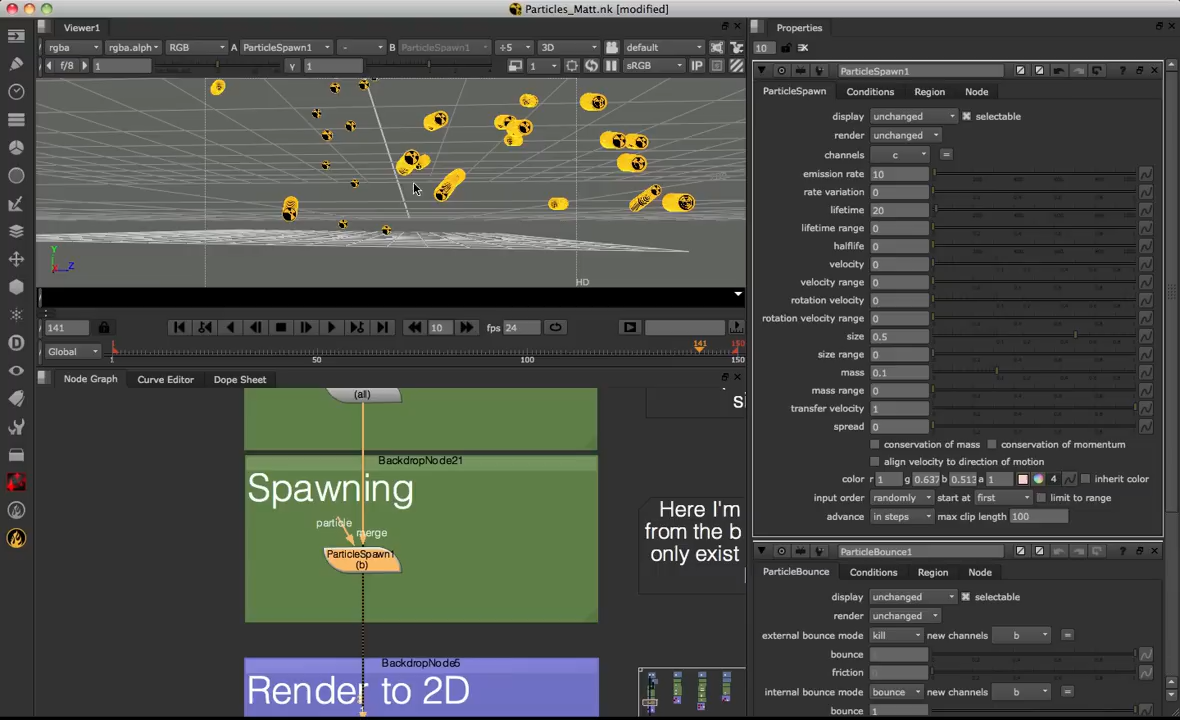 Particles_Matt.nk [modified]
Viewer1
Properties
rgba rgba.alph RGB A ParticleSpawn1 - B ParticleSpawn1 ÷5 3D default
f/8 1 γ 1 1 sRGB IP
10
HD
Y
Z
141 10 fps 24
Global 1 50 100 141 150
Node Graph Curve Editor Dope Sheet
(all)
BackdropNode21
Spawning
particle
merge
ParticleSpawn1
(b)
BackdropNode5
Render to 2D
si
Here I'm
from the b
only exist
ParticleSpawn1
ParticleSpawn Conditions Region Node
display unchanged selectable
render unchanged
channels c =
emission rate 10
rate variation 0
lifetime 20
lifetime range 0
halflife 0
velocity 0
velocity range 0
rotation velocity 0
rotation velocity range 0
size 0.5
size range 0
mass 0.1
mass range 0
transfer velocity 1
spread 0
conservation of mass conservation of momentum
align velocity to direction of motion
color r 1 g 0.637 b 0.513 a 1 4 inherit color
input order randomly start at first limit to range
advance in steps max clip length 100
ParticleBounce1
ParticleBounce Conditions Region Node
display unchanged selectable
render unchanged
external bounce mode kill new channels b =
bounce
friction
internal bounce mode bounce new channels b =
bounce 1